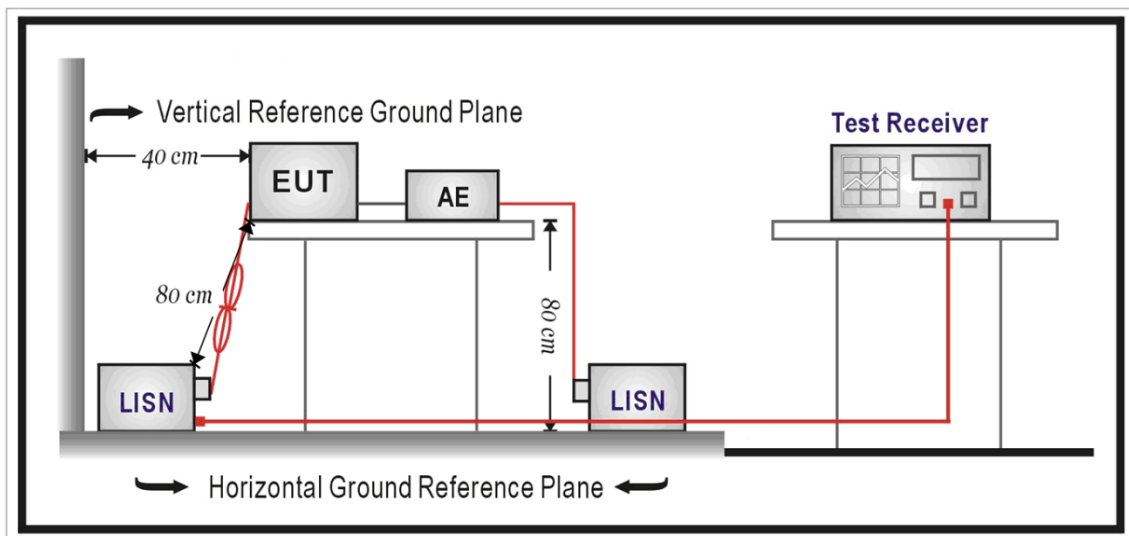 Vertical Reference Ground Plane
Test Receiver
40 cm
EUT
AE
80 cm
80 cm
LISN
LISN
Horizontal Ground Reference Plane